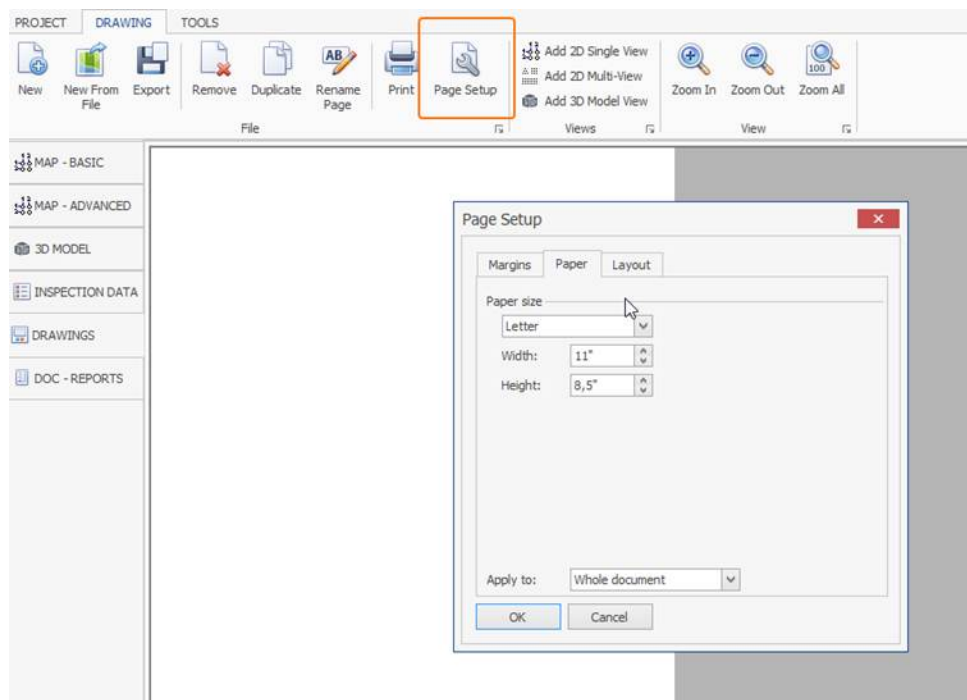 PROJECT DRAWING TOOLS
New
New From
File
Export
Remove
Duplicate
AB
Rename
Page
Print
Page Setup
Add 2D Single View
Add 2D Multi-View
Add 3D Model View
100
Zoom In
Zoom Out
Zoom All
File Views View
MAP - BASIC
MAP - ADVANCED
3D MODEL
INSPECTION DATA
DRAWINGS
DOC - REPORTS
Page Setup
Margins Paper Layout
Paper size
Letter
Width: 11"
Height: 8,5"
Apply to: Whole document
OK Cancel